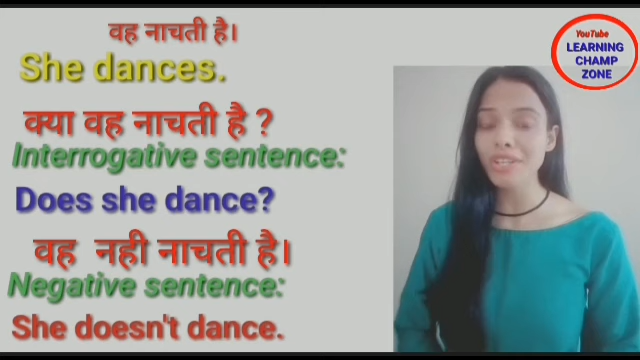 वह नाचती है।
She dances.
क्या वह नाचती है ?
Interrogative sentence:
Does she dance?
वह नही नाचती है।
Negative sentence:
She doesn't dance.
YouTube
LEARNING
CHAMP
ZONE